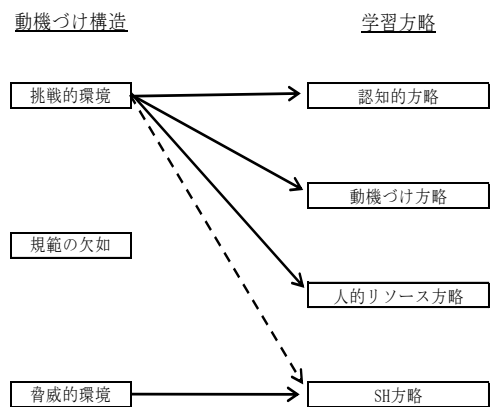 動機づけ構造
学習方略
挑戦的環境
認知的方略
動機づけ方略
規範の欠如
人的リソース方略
脅威的環境
SH方略